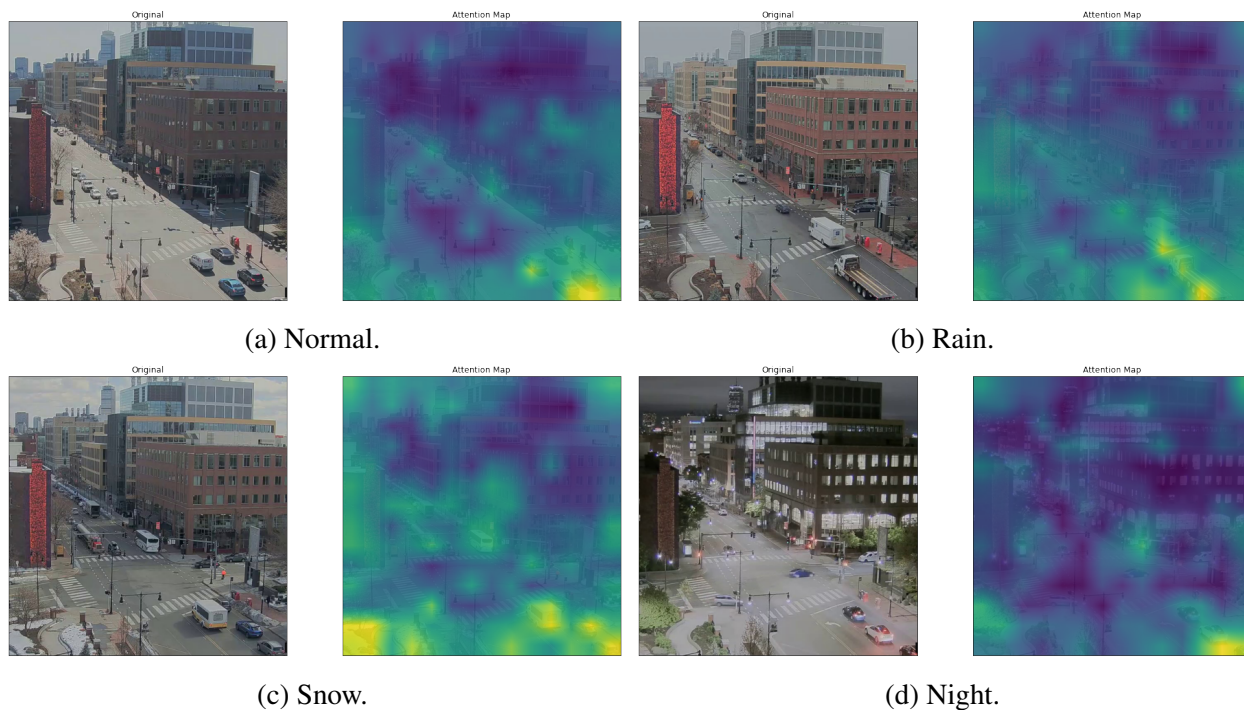 Original
Attention Map
Original
Attention Map
(a) Normal.
(b) Rain.
Original
Attention Map
Original
Attention Map
(c) Snow.
(d) Night.